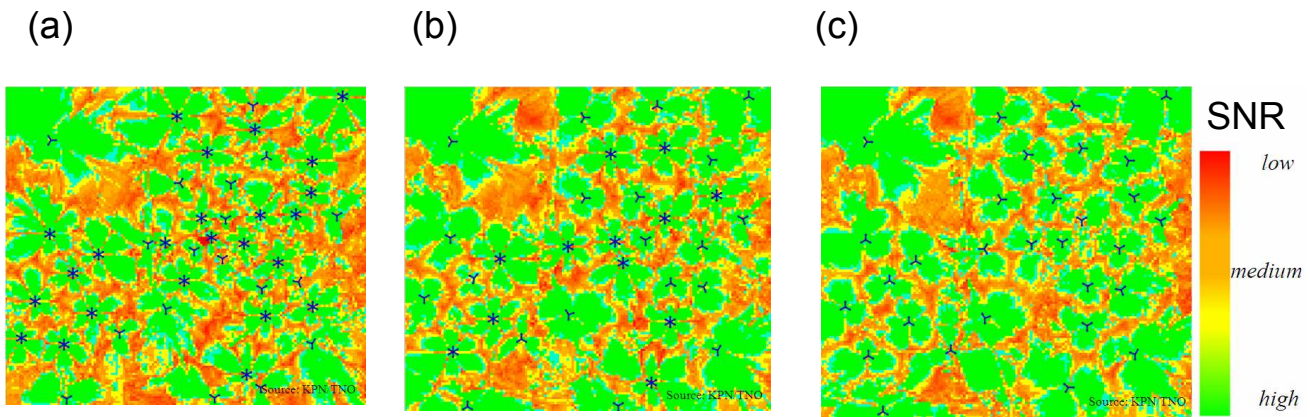 (a)
(b)
(c)
SNR
low
medium
high
Source: KPN TNO
Source: KPN TNO
Source: KPN TNO